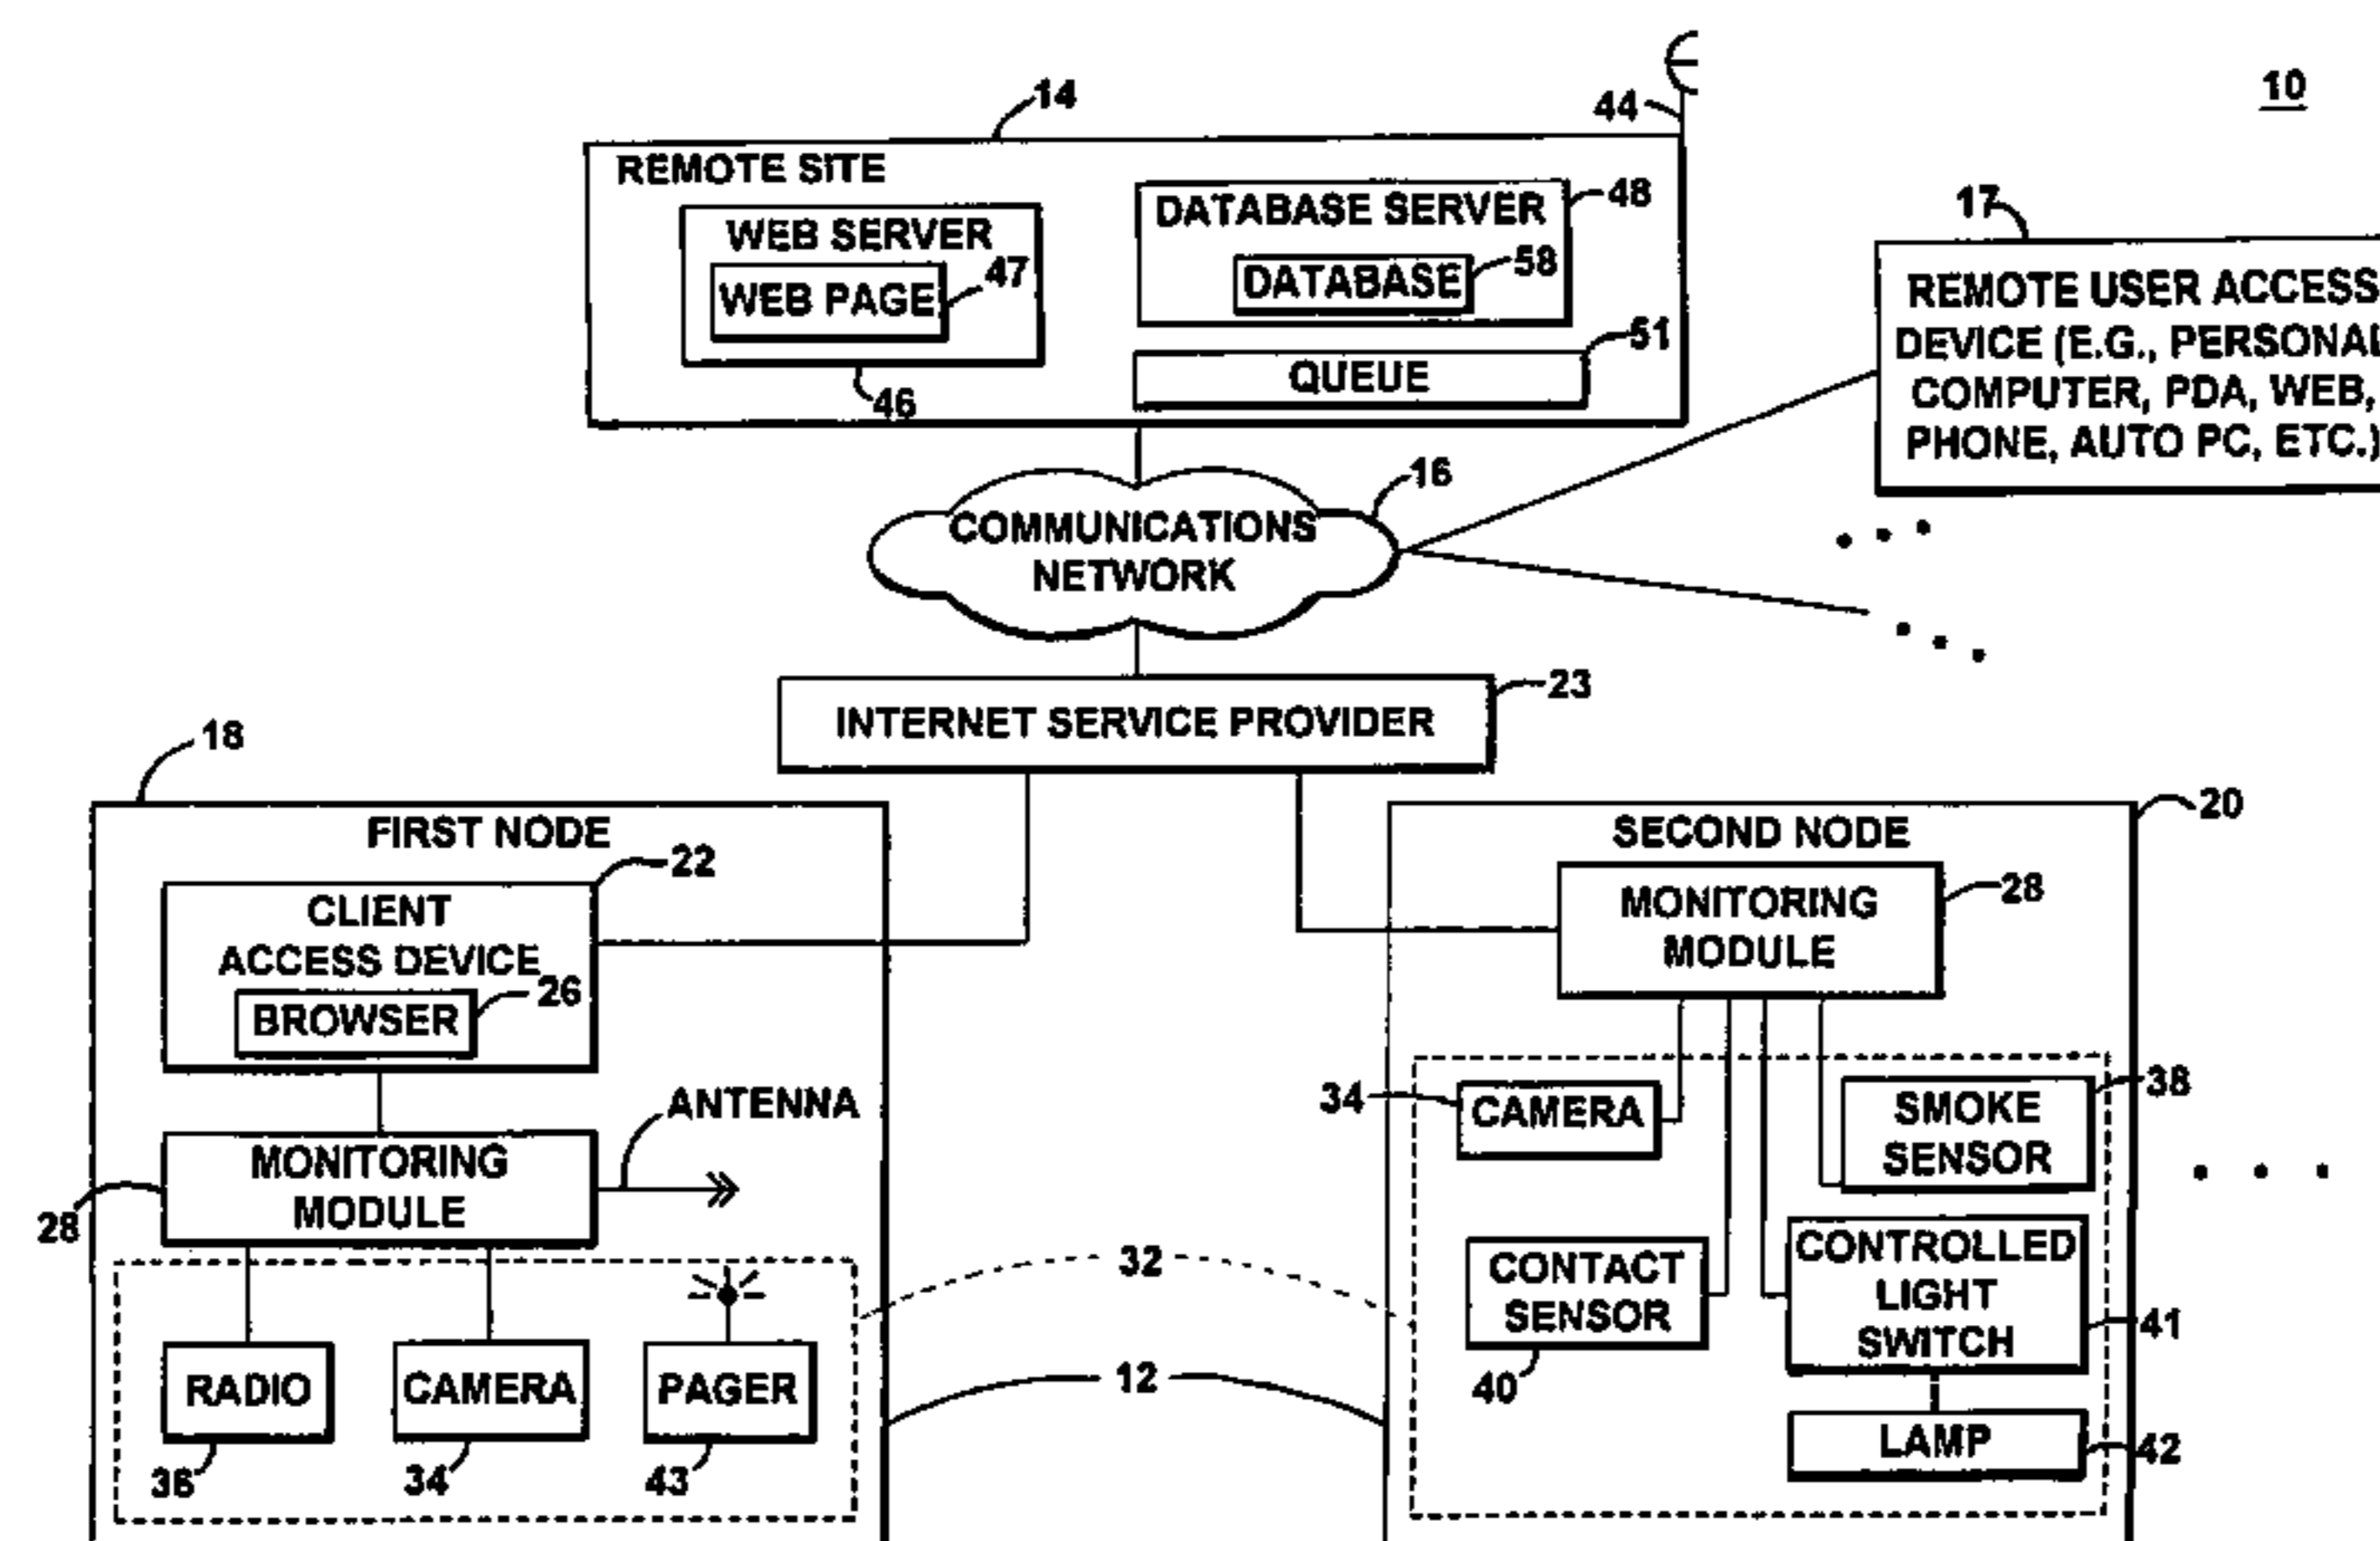 10
14
44
REMOTE SITE
WEB SERVER
WEB PAGE
47
46
DATABASE SERVER
48
DATABASE
58
QUEUE
51
17
REMOTE USER ACCESS
DEVICE (E.G., PERSONAL
COMPUTER, PDA, WEB,
PHONE, AUTO PC, ETC.)
COMMUNICATIONS
NETWORK
16
INTERNET SERVICE PROVIDER
23
18
FIRST NODE
CLIENT
ACCESS DEVICE
22
BROWSER
26
ANTENNA
MONITORING
MODULE
28
RADIO
36
CAMERA
34
PAGER
43
32
12
20
SECOND NODE
MONITORING
MODULE
28
34
CAMERA
SMOKE
SENSOR
38
CONTACT
SENSOR
40
CONTROLLED
LIGHT
SWITCH
41
LAMP
42